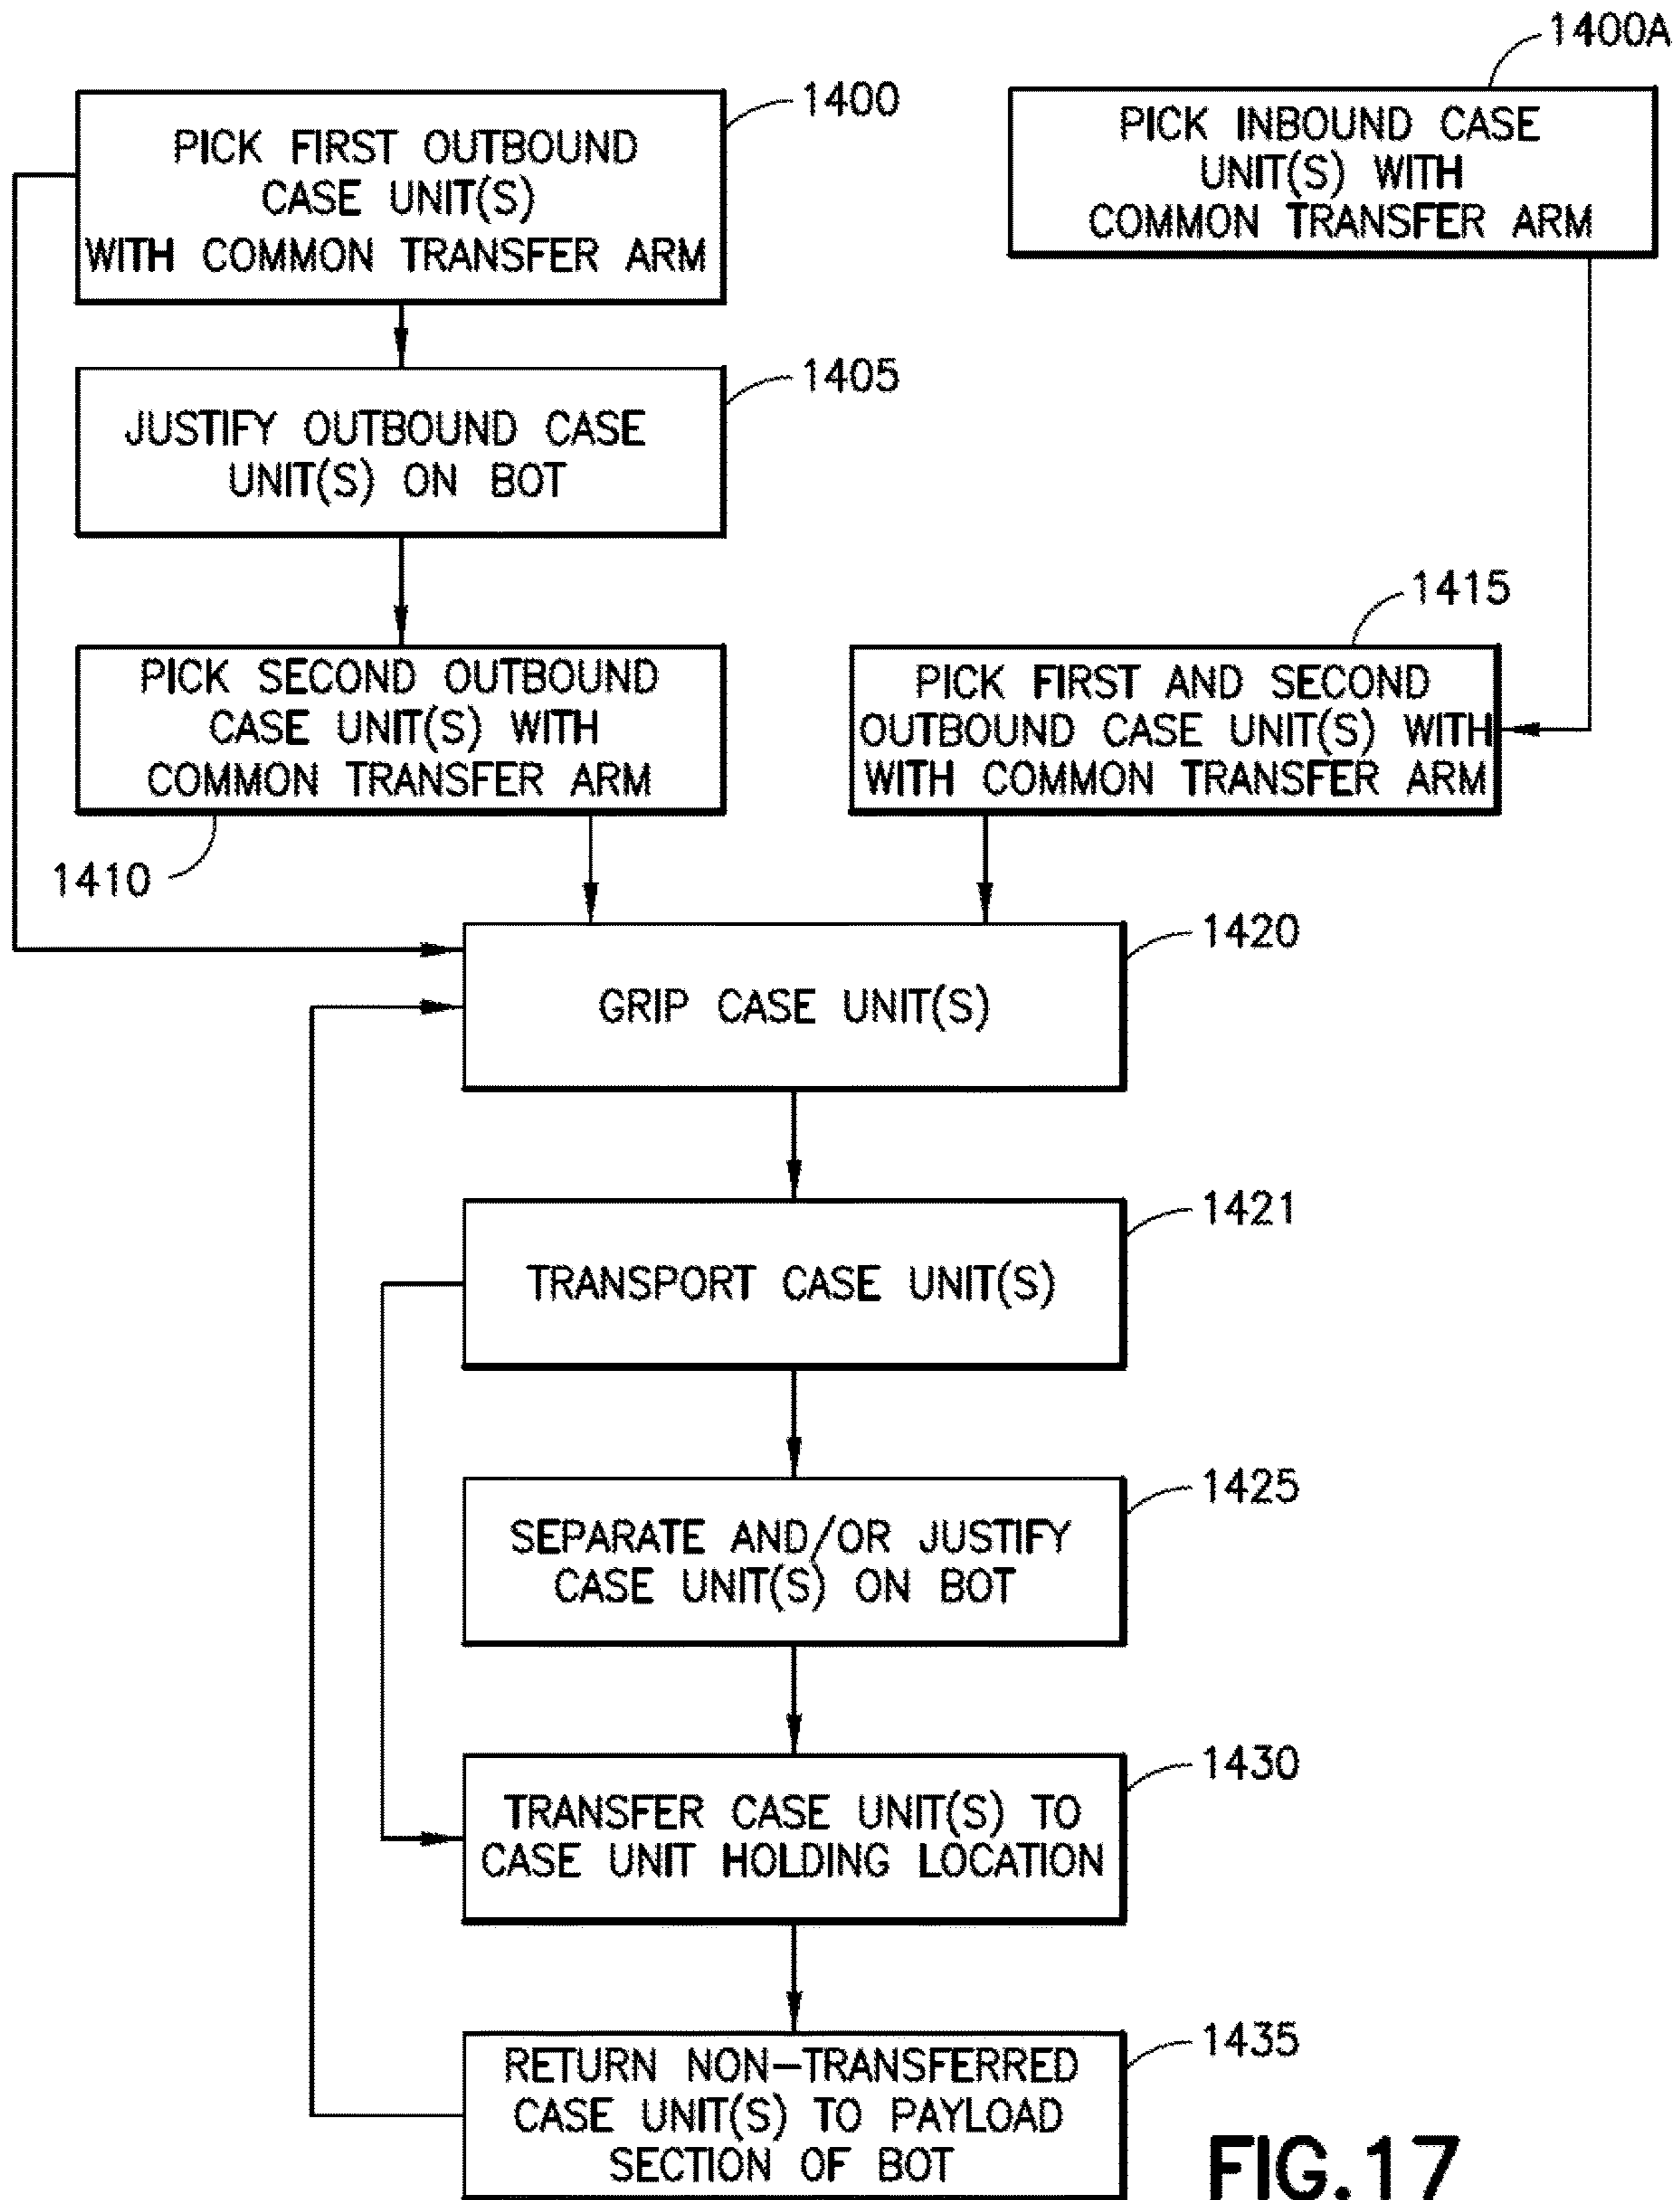 1400A
1400
PICK FIRST OUTBOUND
CASE UNIT(S)
WITH COMMON TRANSFER ARM
PICK INBOUND CASE
UNIT(S) WITH
COMMON TRANSFER ARM
1405
JUSTIFY OUTBOUND CASE
UNIT(S) ON BOT
1415
PICK SECOND OUTBOUND
CASE UNIT(S) WITH
COMMON TRANSFER ARM
1410
PICK FIRST AND SECOND
OUTBOUND CASE UNIT(S) WITH
WITH COMMON TRANSFER ARM
1420
GRIP CASE UNIT(S)
1421
TRANSPORT CASE UNIT(S)
1425
SEPARATE AND/OR JUSTIFY
CASE UNIT(S) ON BOT
1430
TRANSFER CASE UNIT(S) TO
CASE UNIT HOLDING LOCATION
1435
RETURN NON-TRANSFERRED
CASE UNIT(S) TO PAYLOAD
SECTION OF BOT
FIG.17